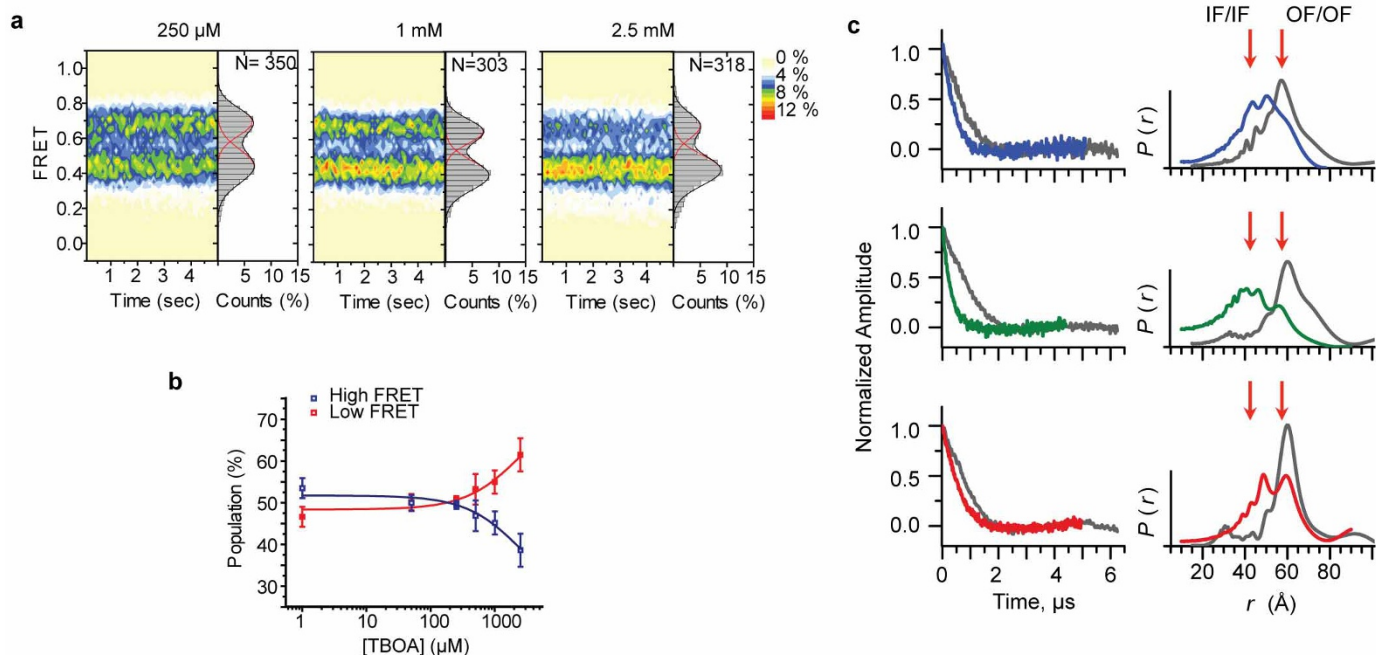 a
250 µM
1 mM
2.5 mM
FRET
1.0
0.8
0.6
0.4
0.2
0.0
N= 350
N=303
N=318
0 %
4 %
8 %
12 %
1 2 3 4 5 10 15
1 2 3 4 5 10 15
1 2 3 4 5 10 15
Time (sec) Counts (%)
Time (sec) Counts (%)
Time (sec) Counts (%)
b
High FRET
Low FRET
Population (%)
70
60
50
40
30
1 10 100 1000
[TBOA] (µM)
c
IF/IF OF/OF
Normalized Amplitude
1.0
0.5
0.0
P (r)
1.0
0.5
0.0
P (r)
1.0
0.5
0.0
P (r)
0 2 4 6
Time, µs
20 40 60 80
r (Å)